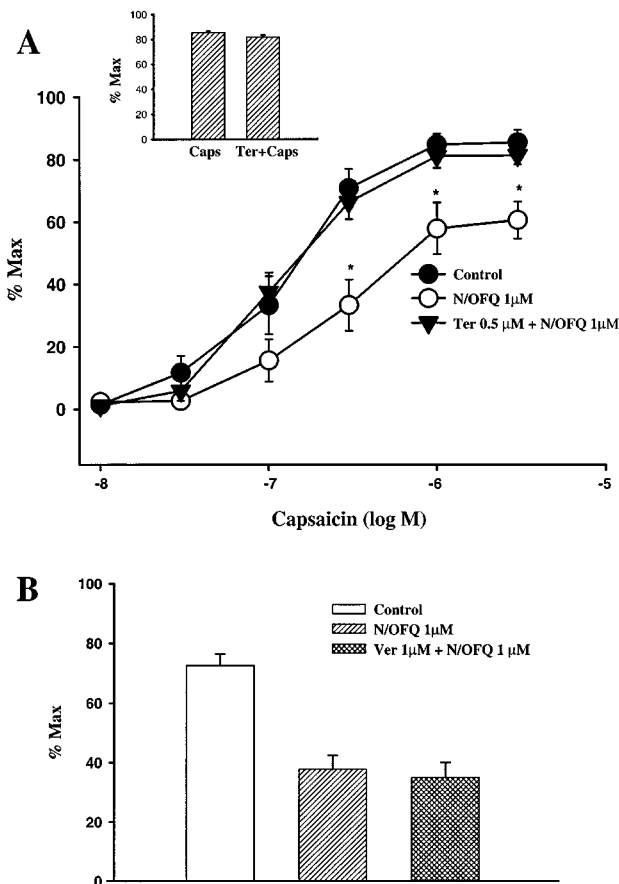 A
% Max
100
80
60
40
20
0
Caps
Ter+Caps
% Max
100
80
60
40
20
0
*
*
*
Control
N/OFQ 1μM
Ter 0.5 μM + N/OFQ 1μM
-8
-7
-6
-5
Capsaicin (log M)
B
% Max
100
80
60
40
20
0
Control
N/OFQ 1μM
Ver 1μM + N/OFQ 1 μM